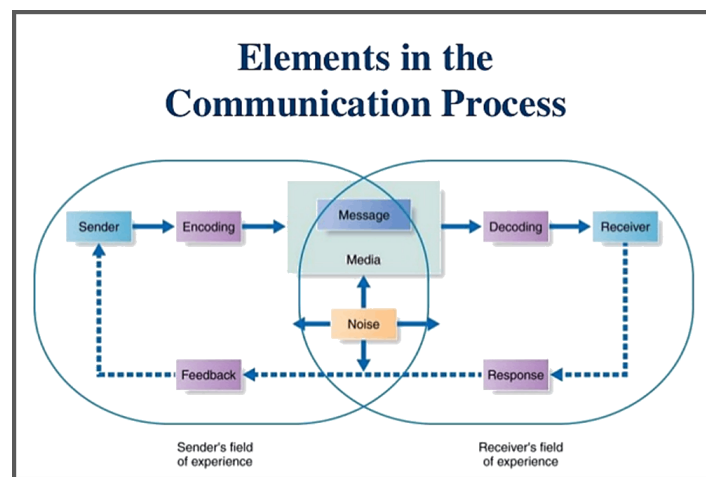 Elements in the
Communication Process
Sender
Encoding
Message
Media
Decoding
Receiver
Noise
Feedback
Response
Sender's field
of experience
Receiver's field
of experience